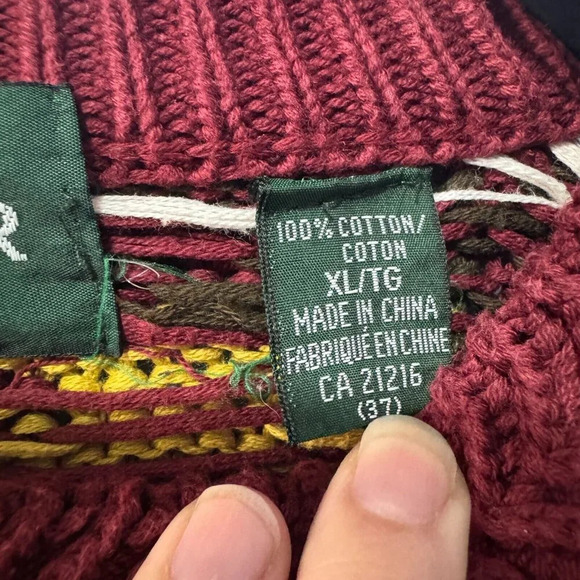 R
100% COTTON/
COTON
XL/TG
MADE IN CHINA
FABRIQUÉ EN CHINE
CA 21216
(37)